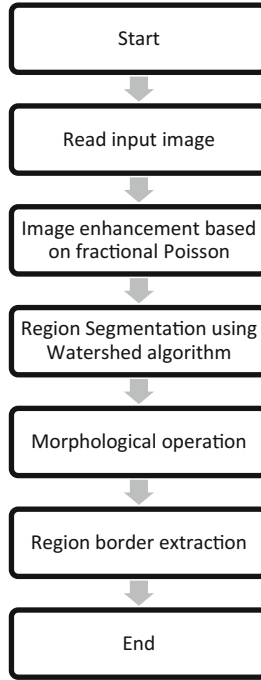 Start
Read input image
Image enhancement based
on fractional Poisson
Region Segmentation using
Watershed algorithm
Morphological operation
Region border extraction
End